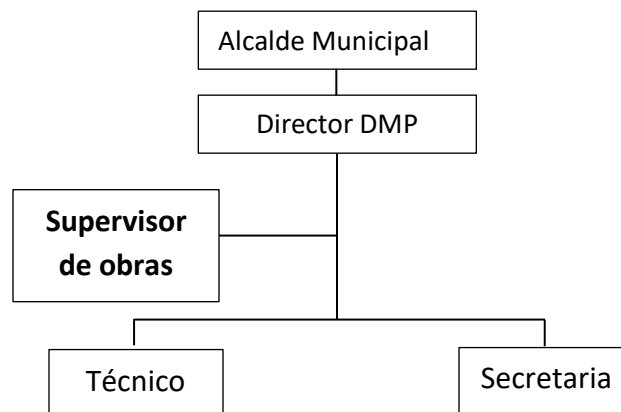 Alcalde Municipal
Director DMP
Supervisor
de obras
Técnico
Secretaria